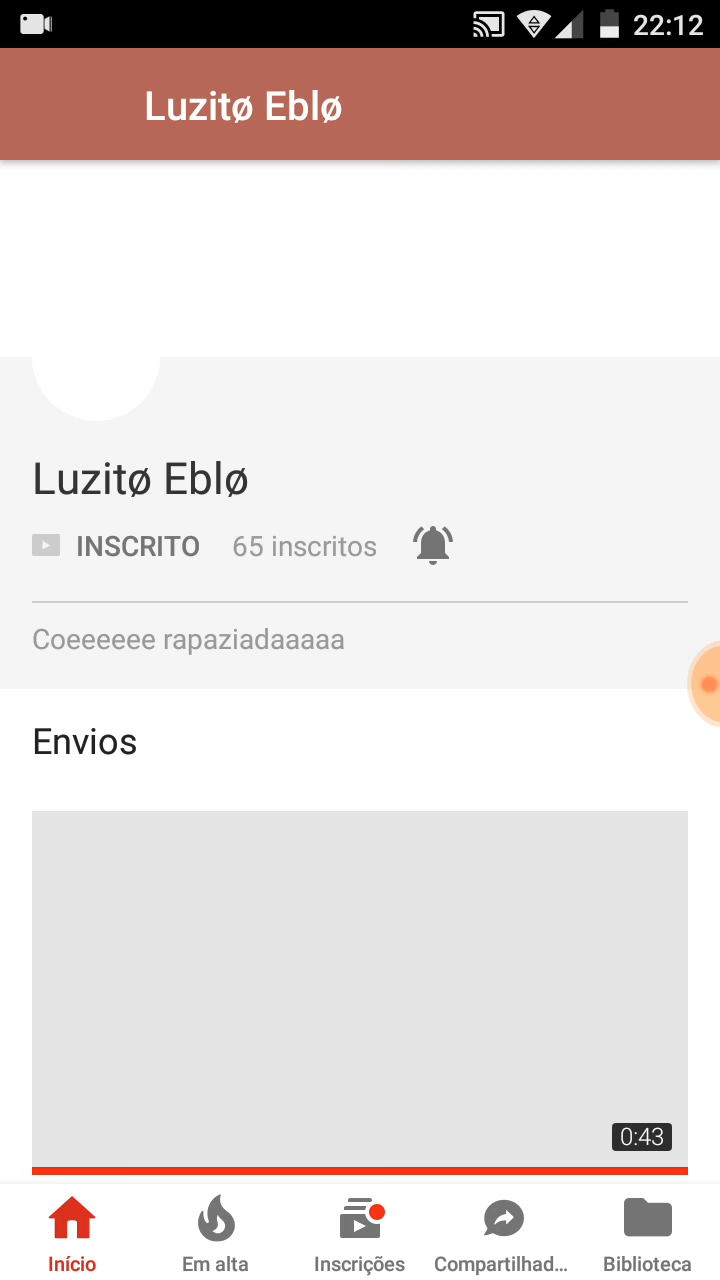 22:12
Luzitø Eblø
Luzitø Eblø
INSCRITO 65 inscritos
Coeeeeee rapaziadaaaaa
Envios
0:43
Início Em alta Inscrições Compartilhad... Biblioteca